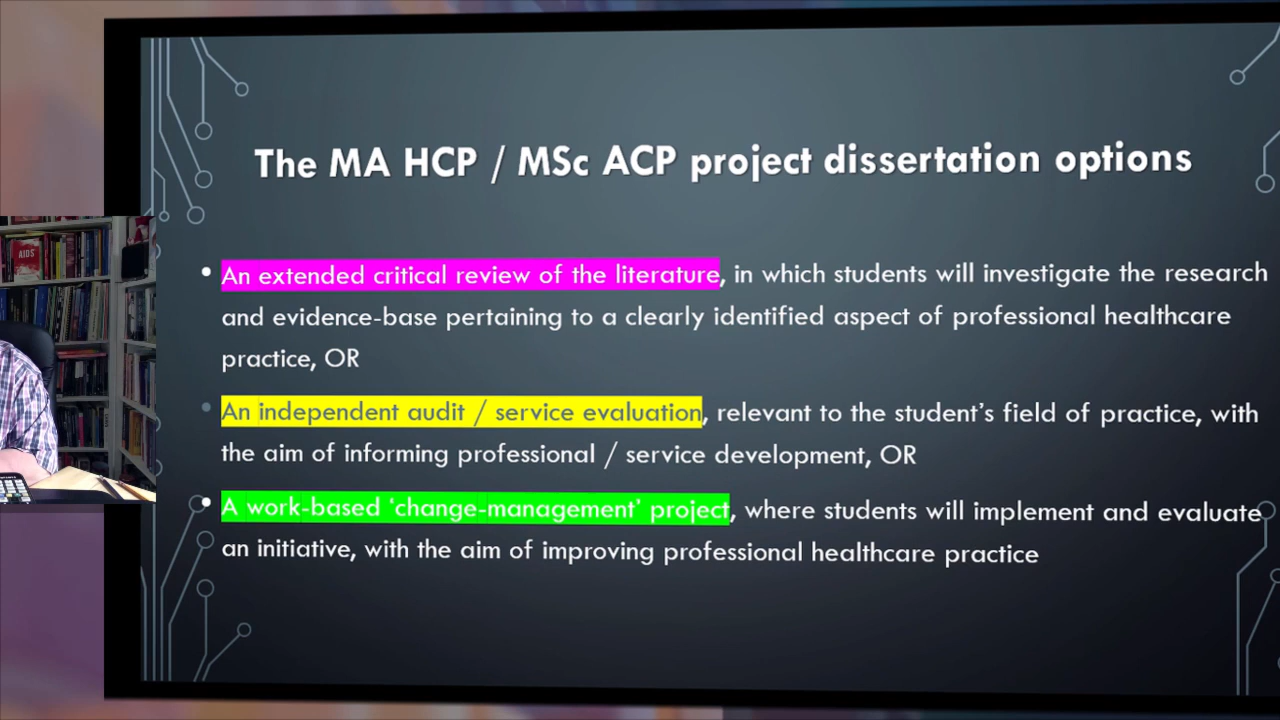 The MA HCP / MSc ACP project dissertation options
• An extended critical review of the literature, in which students will investigate the research
and evidence-base pertaining to a clearly identified aspect of professional healthcare
practice, OR
• An independent audit / service evaluation, relevant to the student's field of practice, with
the aim of informing professional / service development, OR
• A work-based ‘change-management’ project, where students will implement and evaluate
an initiative, with the aim of improving professional healthcare practice
AIDS